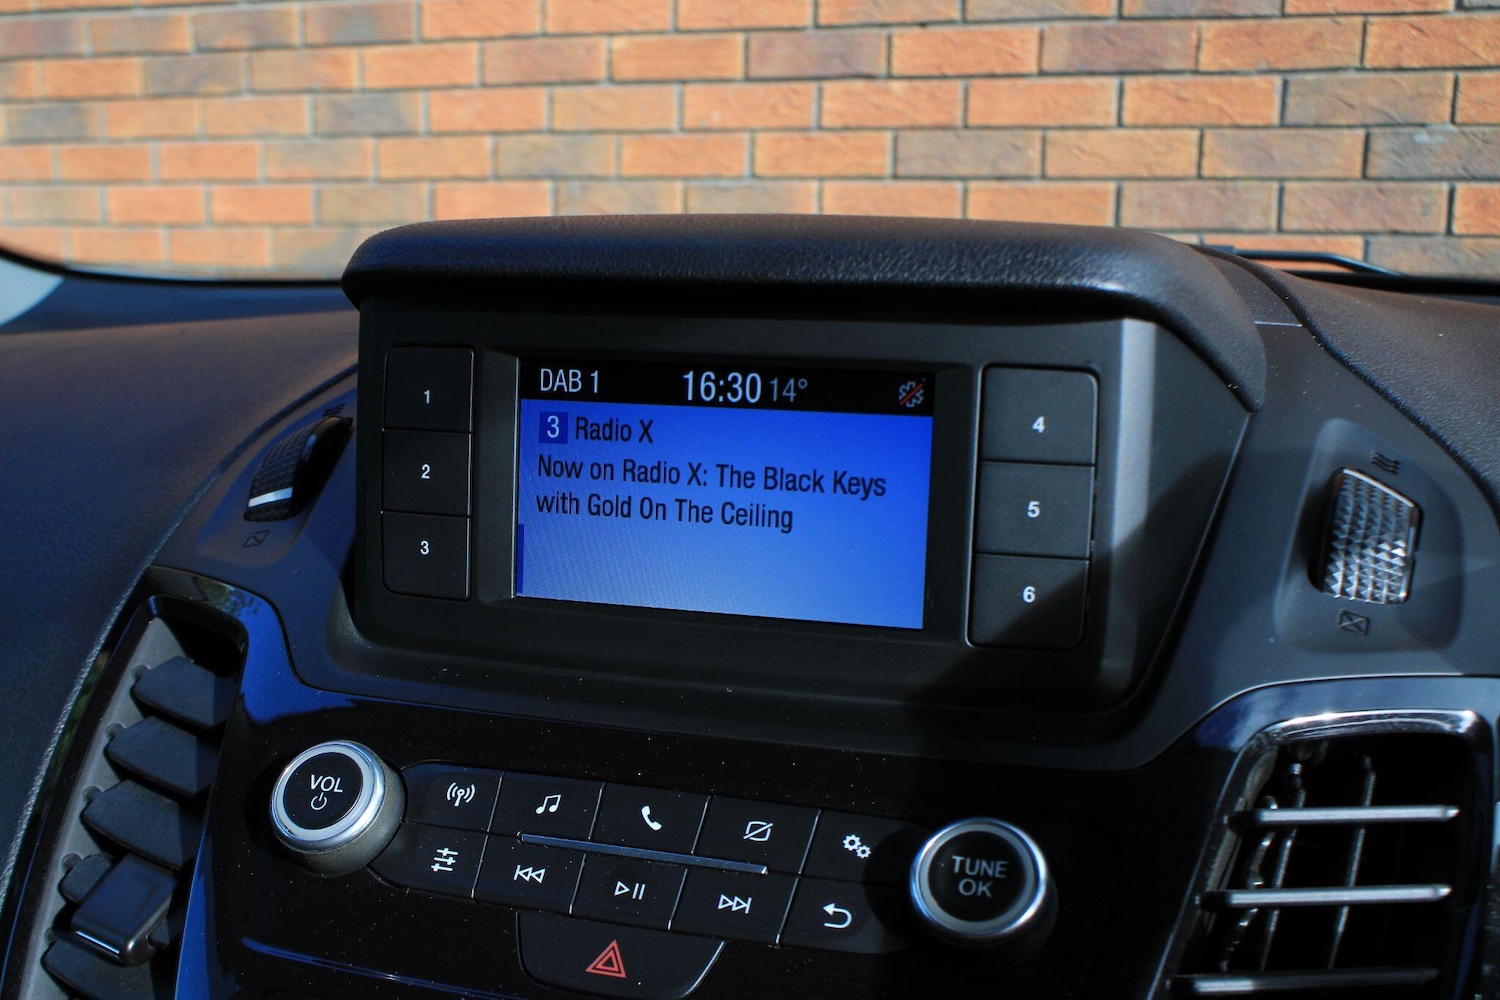 DAB 1 16:30 14°
3 Radio X
Now on Radio X: The Black Keys
with Gold On The Ceiling
1
2
3
4
5
6
VOL
TUNE
OK